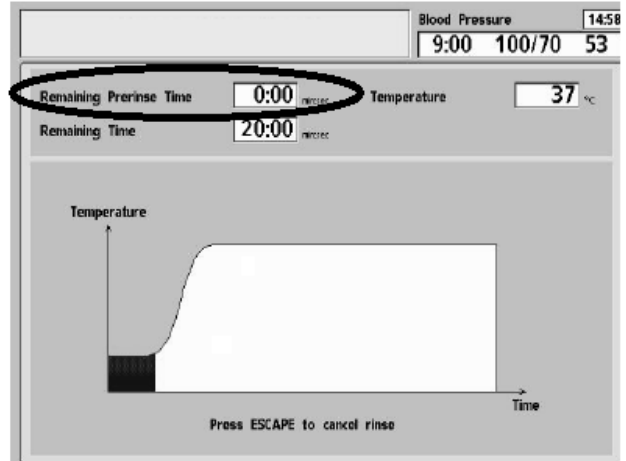 Blood Pressure 14:58
9:00 100/70 53
Remaining Prerinse Time 0:00 Temperature 37 °C
Remaining Time 20:00
Temperature
Time
Press ESCAPE to cancel rinse